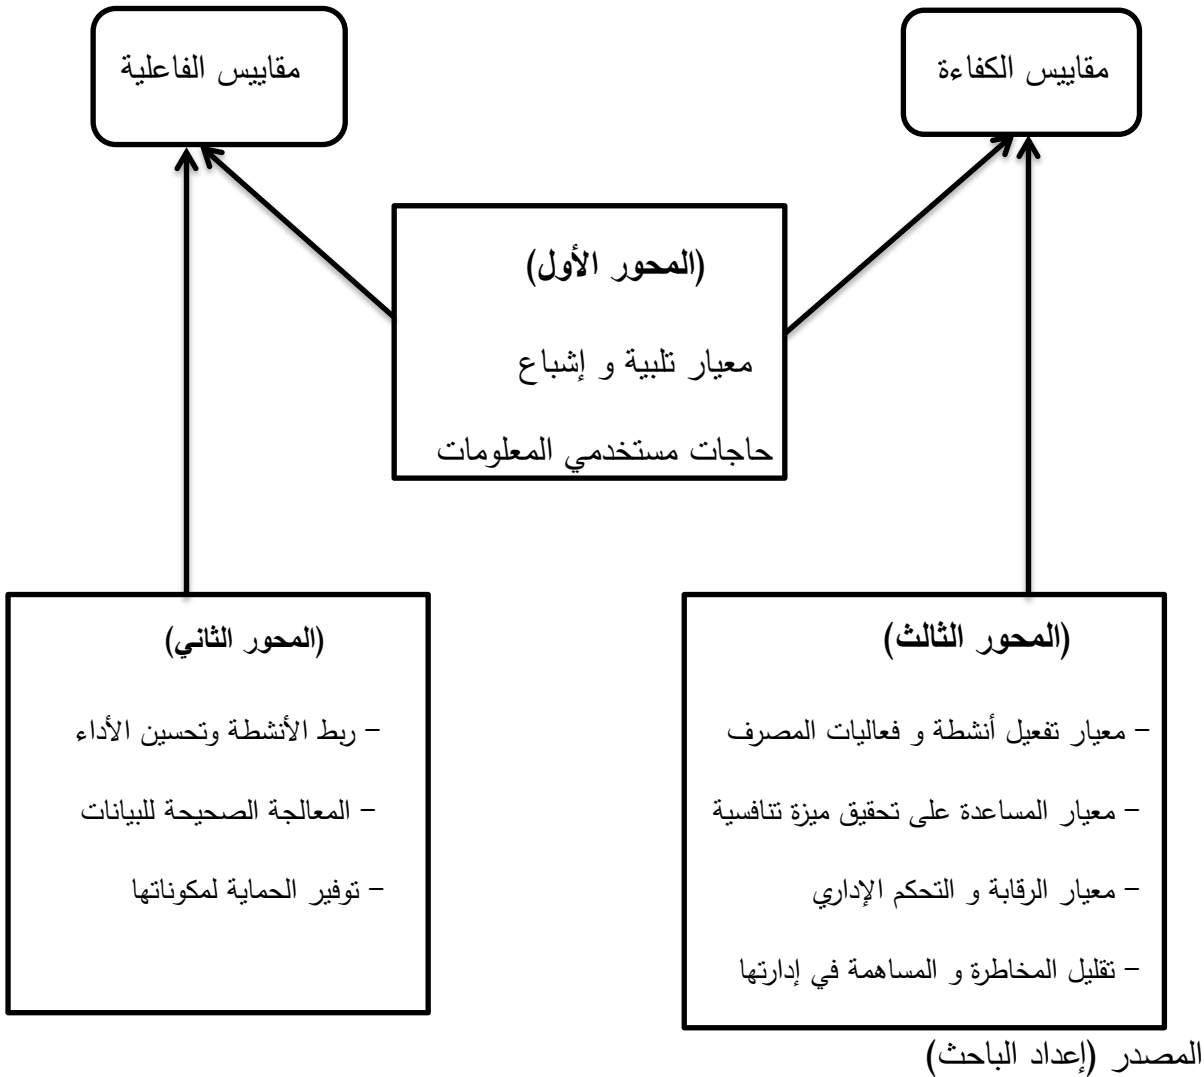 مقاييس الكفاءة
مقاييس الفاعلية
(المحور الأول)
معيار تلبية و إشباع
حاجات مستخدمي المعلومات
(المحور الثالث)
- معيار تفعيل أنشطة و فعاليات المصرف
- معيار المساعدة على تحقيق ميزة تنافسية
- معيار الرقابة و التحكم الإداري
- تقليل المخاطرة و المساهمة في إدارتها
(المحور الثاني)
- ربط الأنشطة وتحسين الأداء
- المعالجة الصحيحة للبيانات
- توفير الحماية لمكوناتها
المصدر (إعداد الباحث)